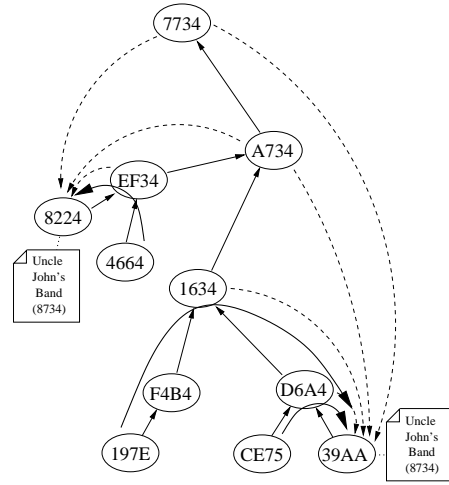 7734
A734
EF34
8224
4664
Uncle
John's
Band
(8734)
1634
F4B4
D6A4
197E
CE75
39AA
Uncle
John's
Band
(8734)